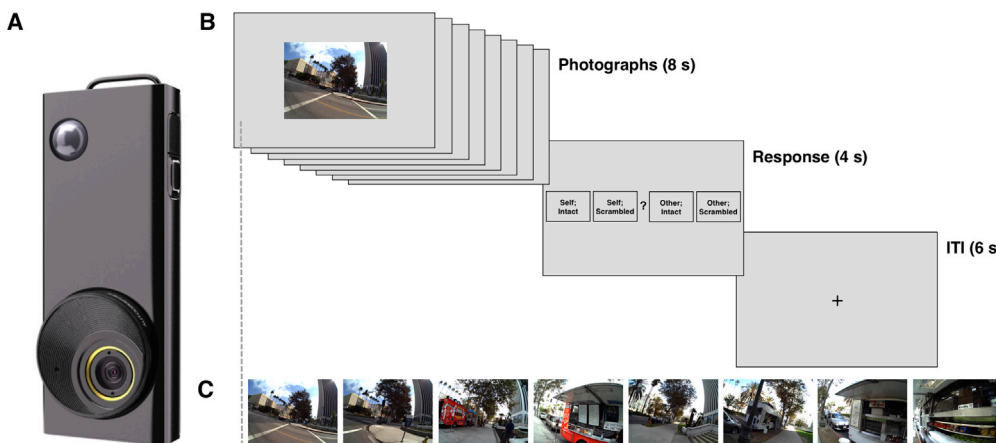 A
B
Photographs (8 s)
Response (4 s)
Self;
Intact
Self;
Scrambled
?
Other;
Intact
Other;
Scrambled
ITI (6 s
+
C